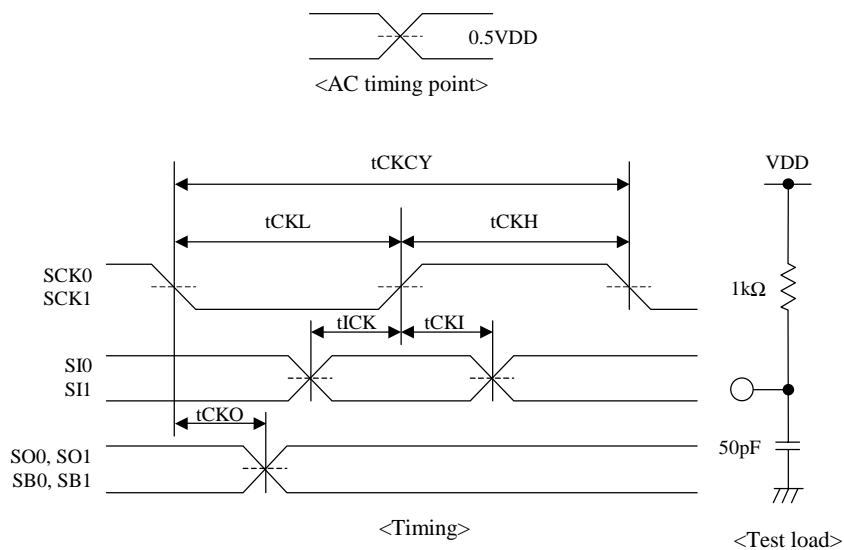 0.5VDD
<AC timing point>
tCKCY
VDD
tCKL
tCKH
SCK0
SCK1
1kΩ
tICK
tCKI
SI0
SI1
tCKO
SO0, SO1
SB0, SB1
50pF
<Timing>
<Test load>